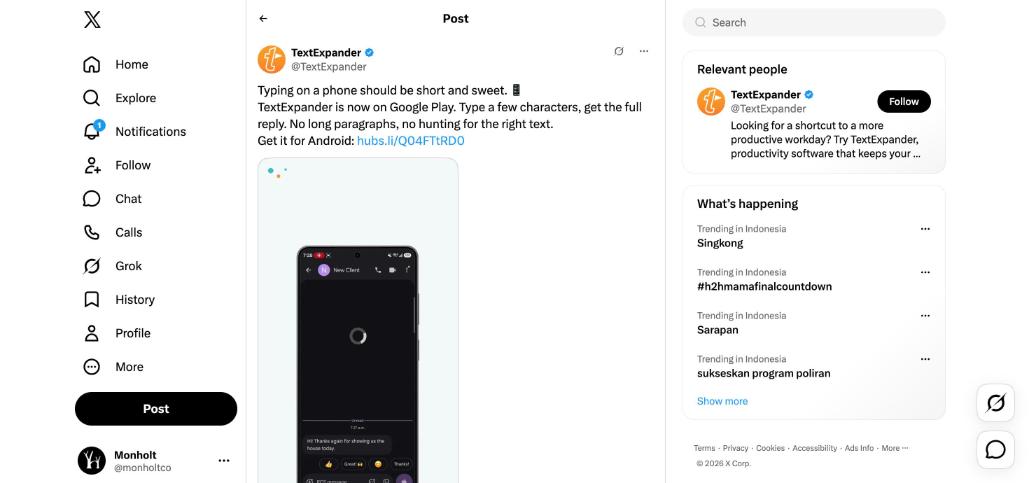 Post
Search
Home
Explore
1
Notifications
Follow
Chat
Calls
Grok
History
Profile
More
Post
Monholt
@monholtco
TextExpander
@TextExpander
Typing on a phone should be short and sweet. 📱
TextExpander is now on Google Play. Type a few characters, get the full
reply. No long paragraphs, no hunting for the right text.
Get it for Android: hubs.li/Q04FTtRD0
N New Client
Hi! Thanks again for showing us the
house today.
👍 Great 🙌 😊 Thanks!
Relevant people
TextExpander
@TextExpander
Follow
Looking for a shortcut to a more
productive workday? Try TextExpander,
productivity software that keeps your ...
What's happening
Trending in Indonesia
Singkong
Trending in Indonesia
#h2hmamafinalcountdown
Trending in Indonesia
Sarapan
Trending in Indonesia
sukseskan program poliran
Show more
Terms · Privacy · Cookies · Accessibility · Ads Info · More ···
© 2026 X Corp.